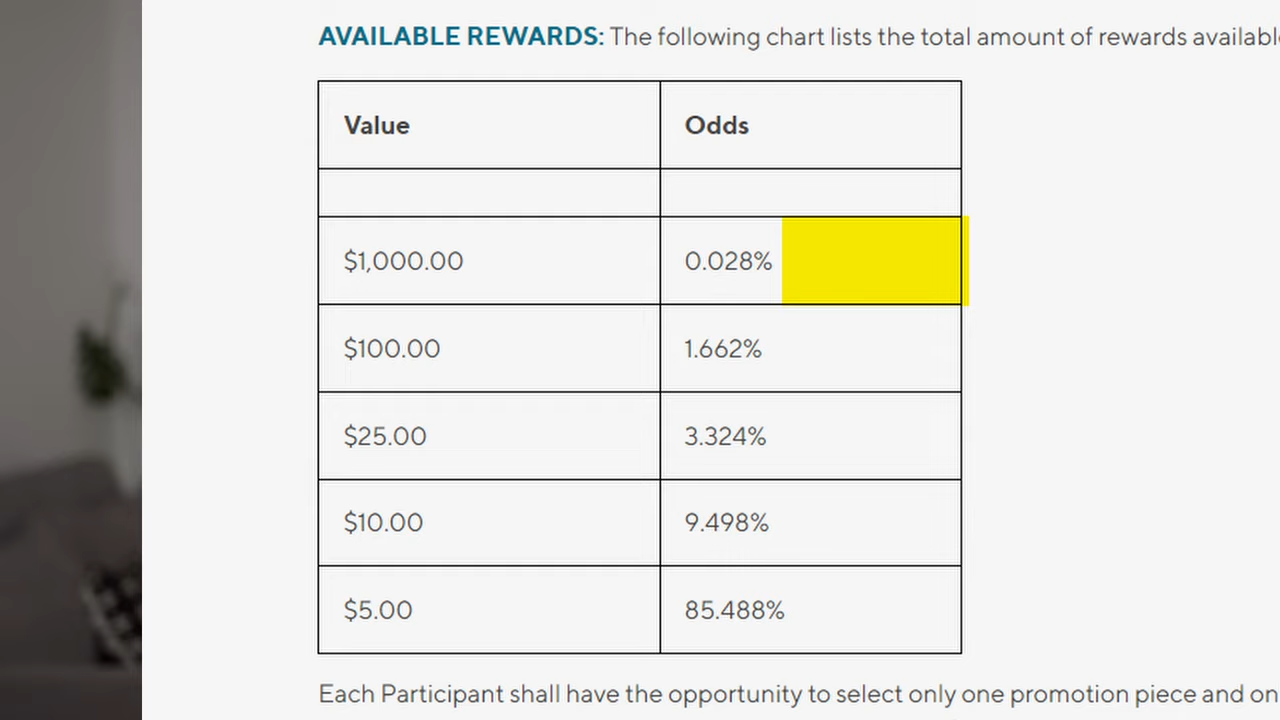 AVAILABLE REWARDS: The following chart lists the total amount of rewards
Value Odds
$1,000.00 0.028%
$100.00 1.662%
$25.00 3.324%
$10.00 9.498%
$5.00 85.488%
Each Participant shall have the opportunity to select only one promotion piece and